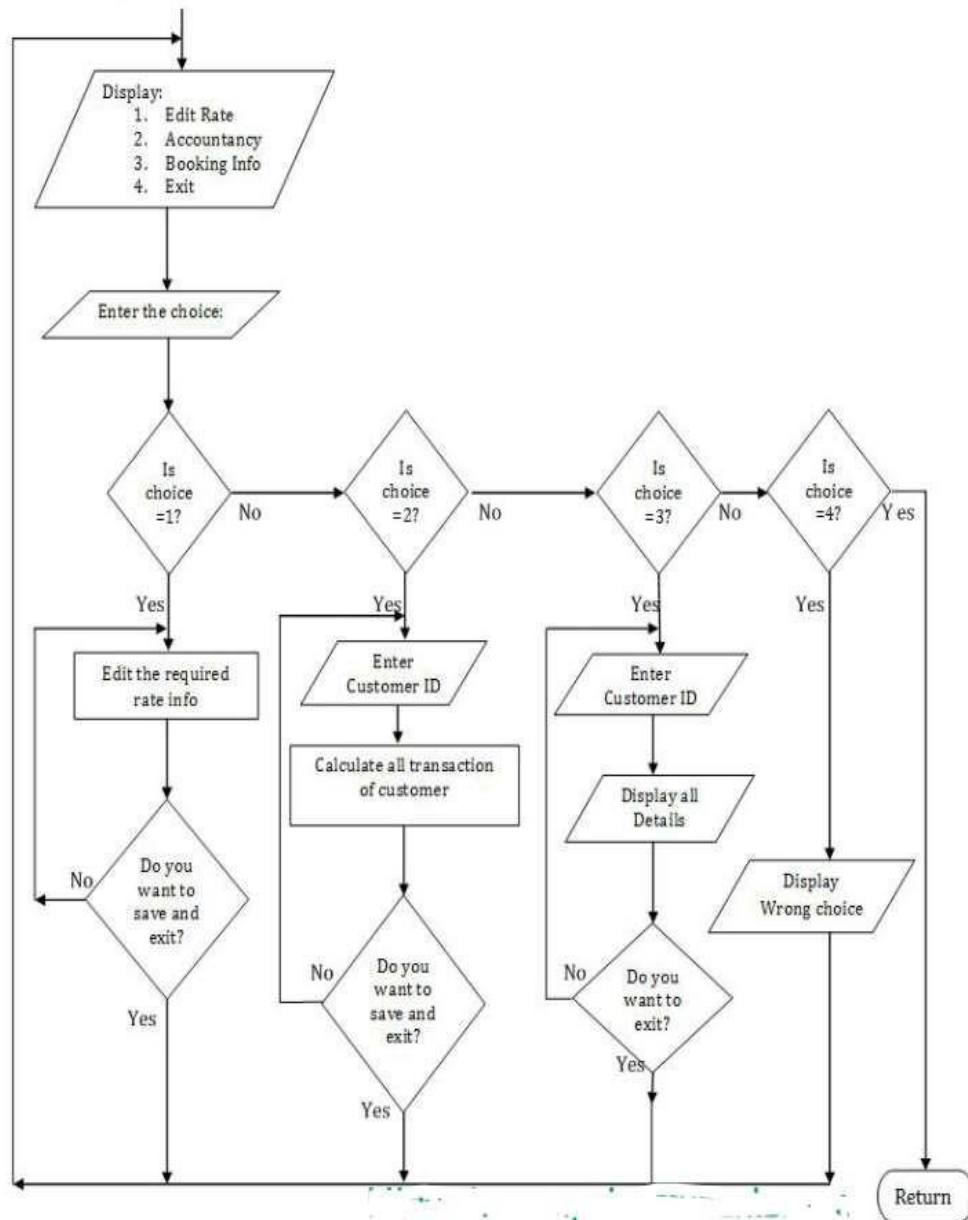 Display:
1. Edit Rate
2. Accountancy
3. Booking Info
4. Exit
Enter the choice:
Is
choice
=1?
No
Is
choice
=2?
No
Is
choice
=3?
No
Is
choice
=4?
Yes
Yes
Yes
Yes
Yes
Edit the required
rate info
Enter
Customer ID
Enter
Customer ID
Calculate all transaction
of customer
Display all
Details
Do you
want to
save and
exit?
No
Display
Wrong choice
Do you
want to
save and
exit?
No
Do you
want to
exit?
No
Yes
Yes
Yes
Return